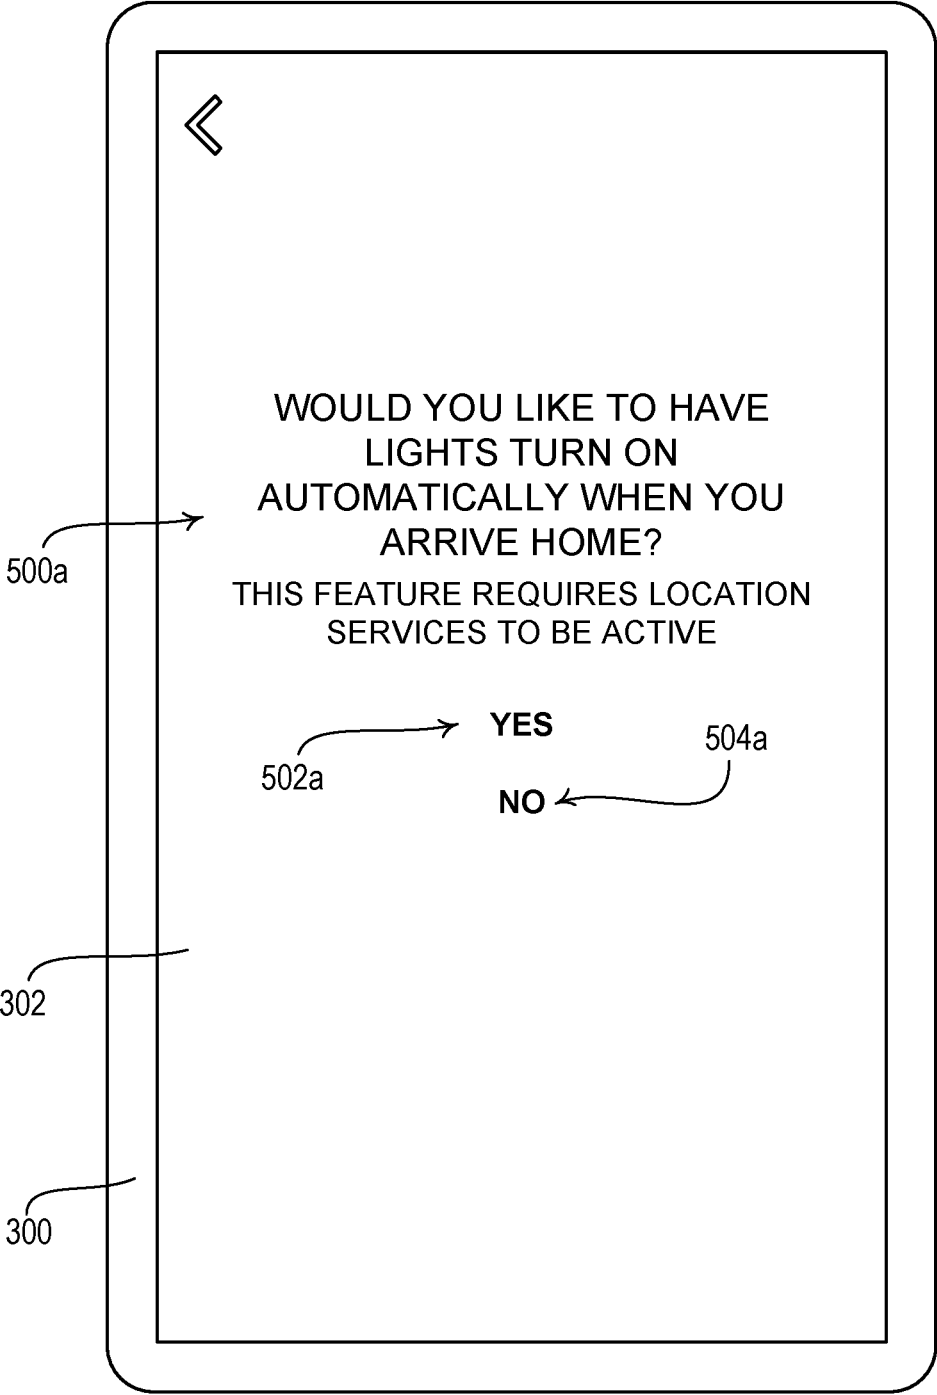 WOULD YOU LIKE TO HAVE
LIGHTS TURN ON
AUTOMATICALLY WHEN YOU
ARRIVE HOME?
500a
THIS FEATURE REQUIRES LOCATION
SERVICES TO BE ACTIVE
YES
504a
502a
NO
302
300